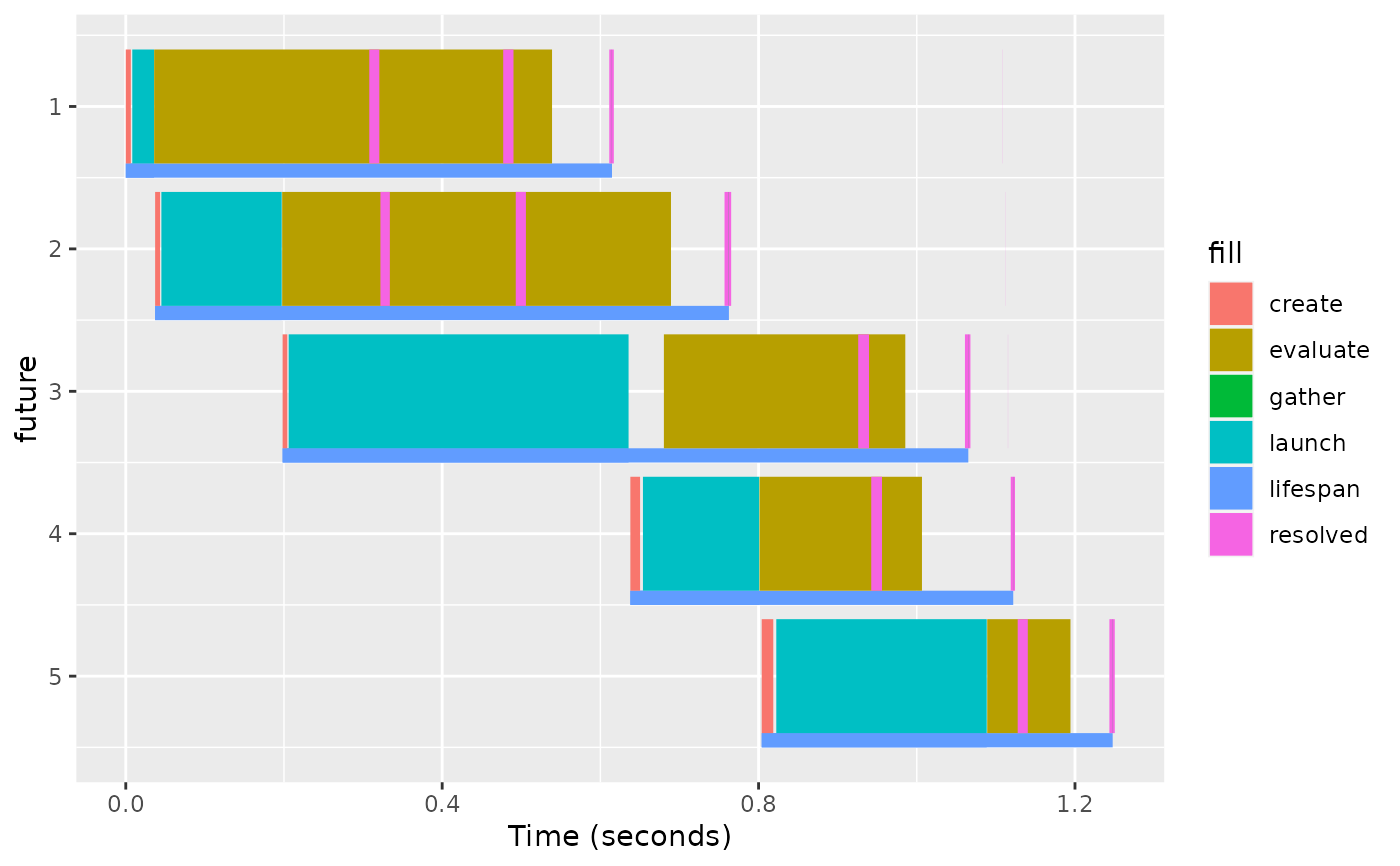 1
2
3
4
5
future
0.0
0.4
0.8
1.2
Time (seconds)
fill
create
evaluate
gather
launch
lifespan
resolved